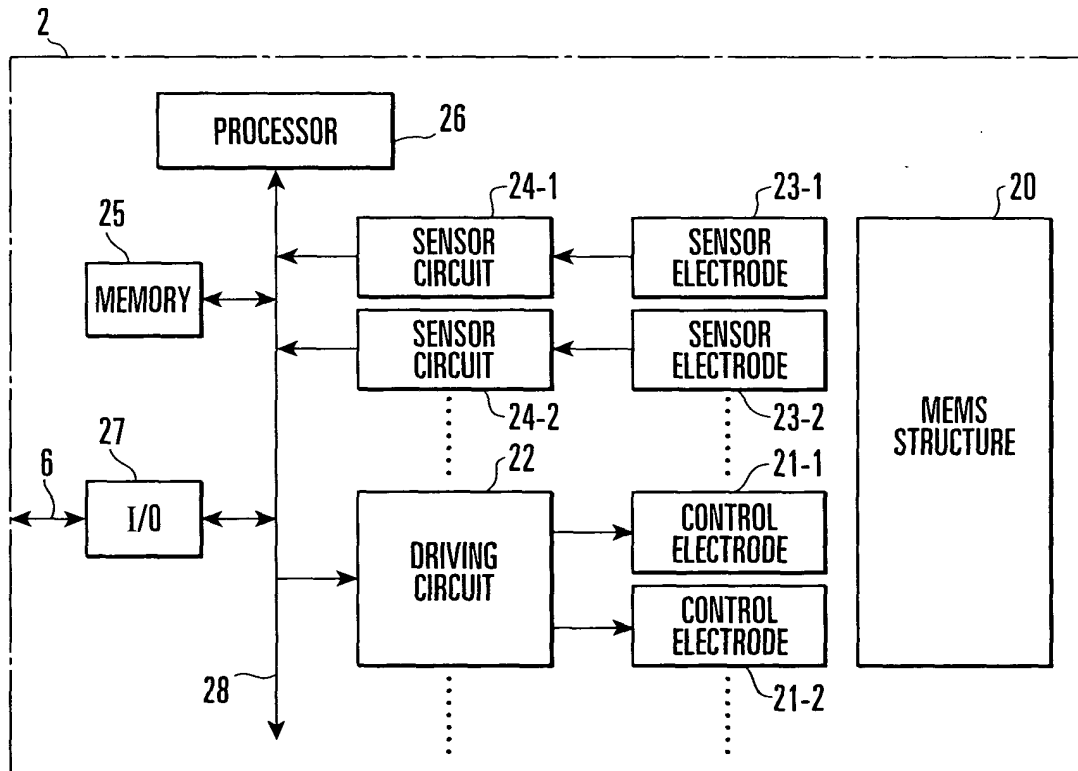 2
PROCESSOR
26
24-1
23-1
20
25
SENSOR
CIRCUIT
SENSOR
ELECTRODE
MEMORY
SENSOR
CIRCUIT
SENSOR
ELECTRODE
24-2
23-2
MEMS
STRUCTURE
27
22
21-1
6
I/O
DRIVING
CIRCUIT
CONTROL
ELECTRODE
CONTROL
ELECTRODE
28
21-2